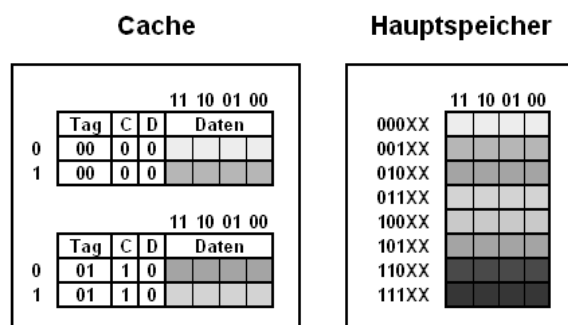 Cache
11 10 01 00
Tag C D Daten
0 00 0 0
1 00 0 0
11 10 01 00
Tag C D Daten
0 01 1 0
1 01 1 0
Hauptspeicher
11 10 01 00
000XX
001XX
010XX
011XX
100XX
101XX
110XX
111XX